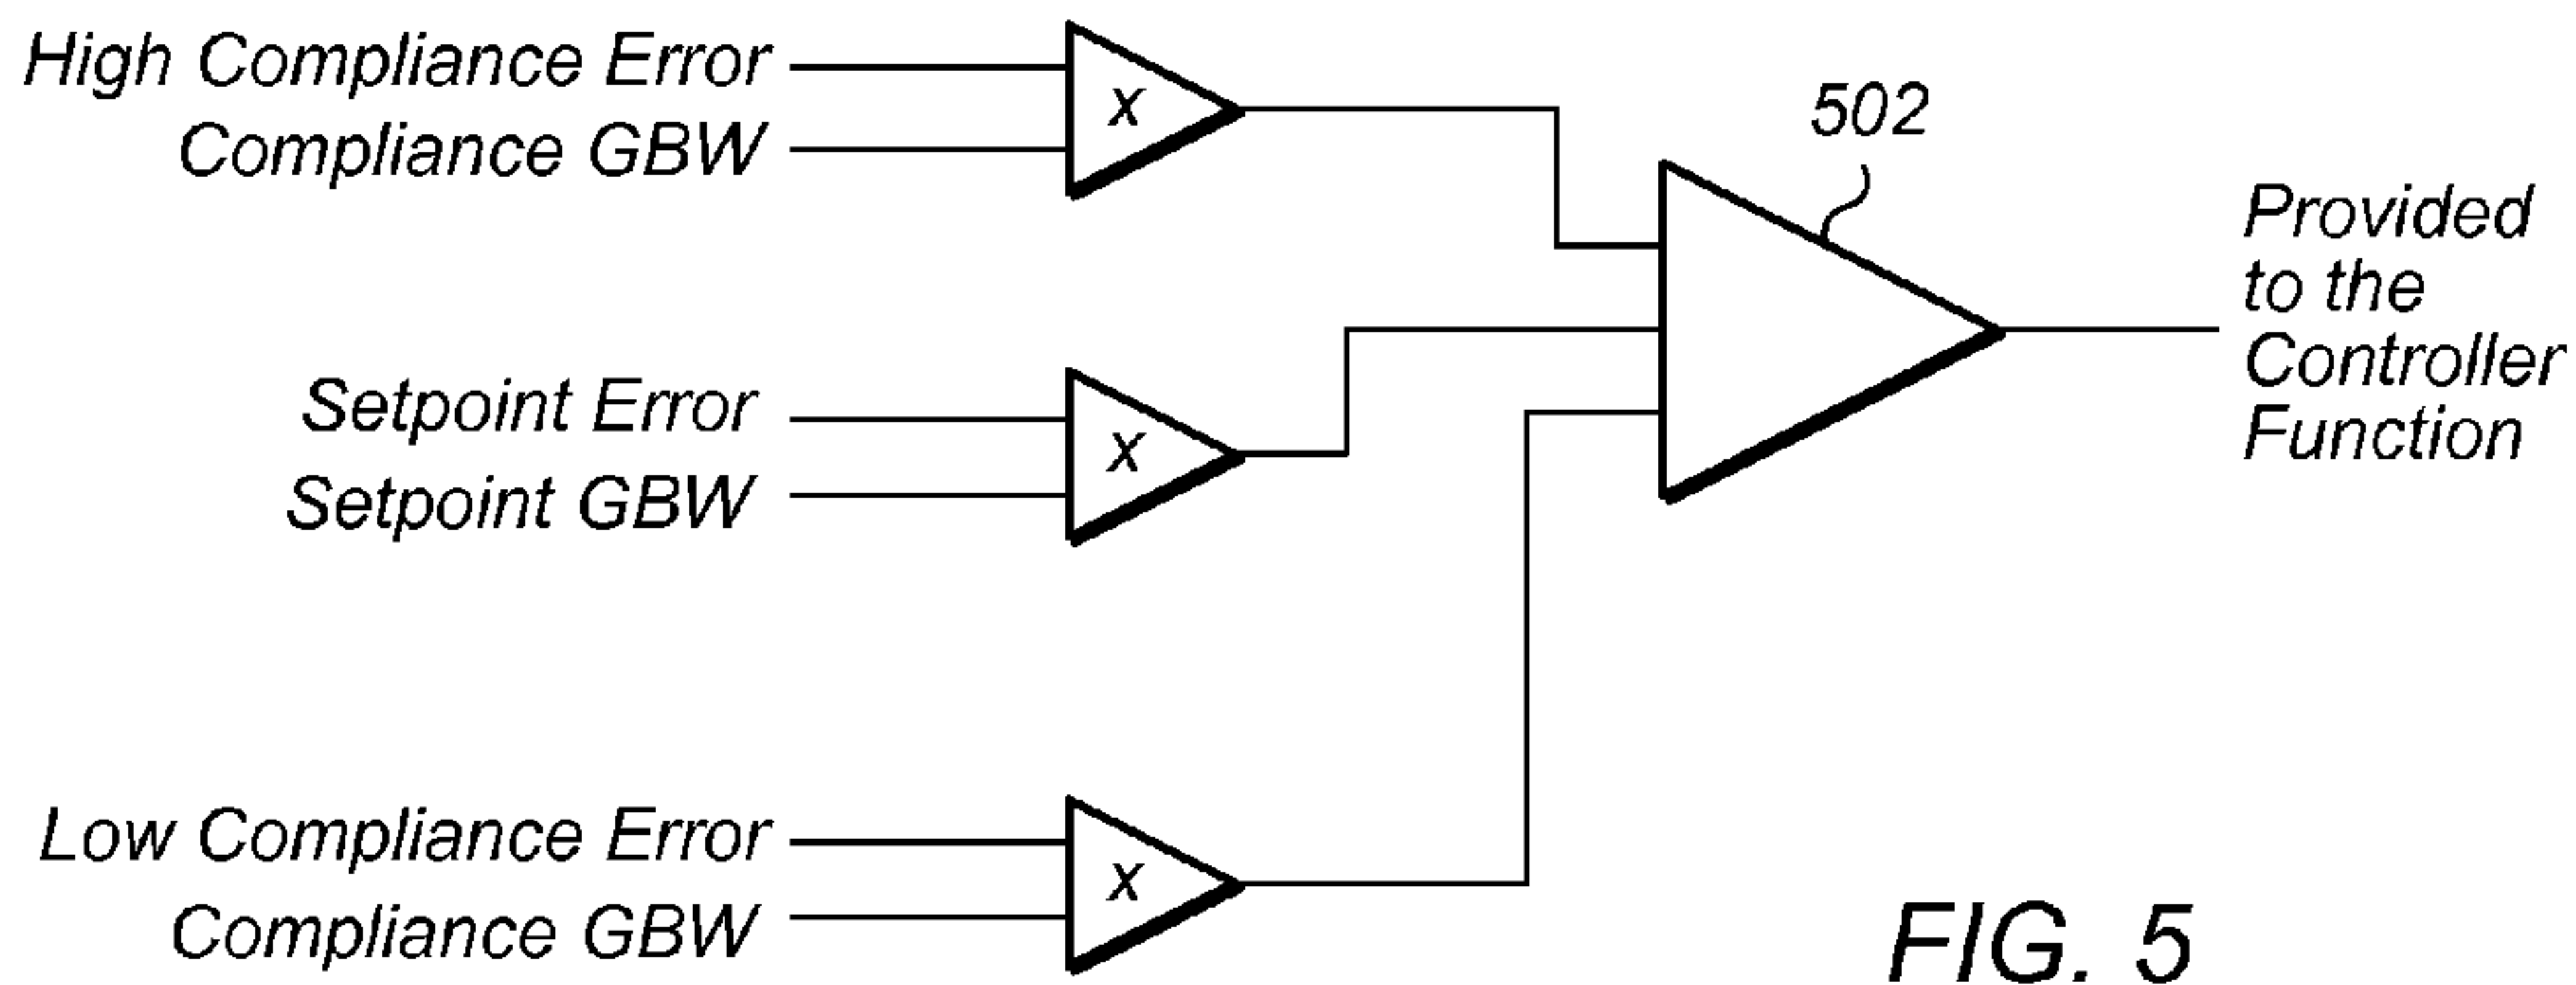 High Compliance Error
Compliance GBW
x
502
Provided
to the
Controller
Function
Setpoint Error
Setpoint GBW
x
Low Compliance Error
Compliance GBW
x
FIG. 5